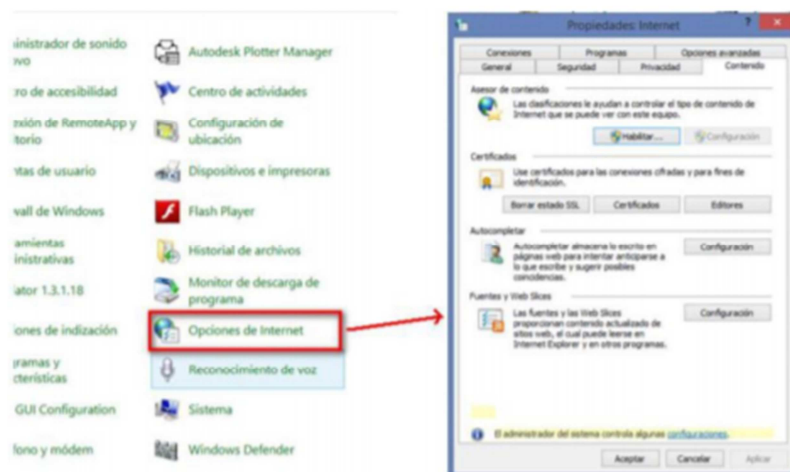 inistrador de sonido
ovo
Autodesk Plotter Manager
ro de accesibilidad
Centro de actividades
exión de RemoteApp y
itorio
Configuración de
ubicación
ntas de usuario
Dispositivos e impresoras
wall de Windows
Flash Player
amientas
inistrativas
Historial de archivos
iator 1.3.1.18
Monitor de descarga de
programa
iones de indización
Opciones de Internet
gramas y
cterísticas
Reconocimiento de voz
GUI Configuration
Sistema
fono y módem
Windows Defender
Propiedades: Internet
Conexiones Programas Opciones avanzadas
General Seguridad Privacidad Contenido
Asesor de contenido
Las clasificaciones le ayudan a controlar el tipo de contenido de
Internet que se puede ver con este equipo.
Habilitar... Configuración
Certificados
Use certificados para las conexiones cifradas y para fines de
identificación.
Borrar estado SSL Certificados Editores
Autocompletar
Autocompletar almacena lo escrito en
páginas web para intentar anticiparse a
lo que escribe y sugerir posibles
coincidencias.
Configuración
Fuentes y Web Slices
Las fuentes y las Web Slices
proporcionan contenido actualizado de
sitios web, el cual puede leerse en
Internet Explorer y en otros programas.
Configuración
El administrador del sistema controla algunas configuraciones.
Aceptar Cancelar Aplicar